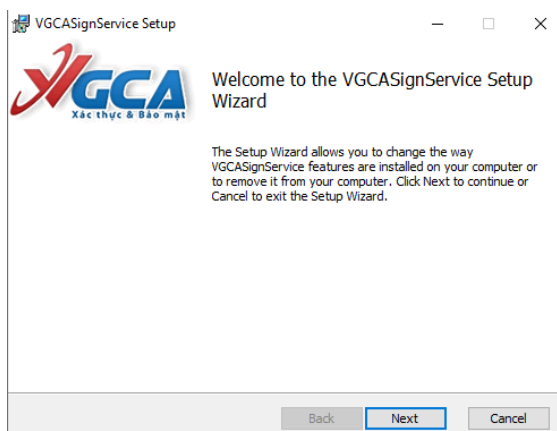 VGCASignService Setup
VGCA
Xác thực & Bảo mật
Welcome to the VGCASignService Setup
Wizard
The Setup Wizard allows you to change the way
VGCASignService features are installed on your computer or
to remove it from your computer. Click Next to continue or
Cancel to exit the Setup Wizard.
Back Next Cancel